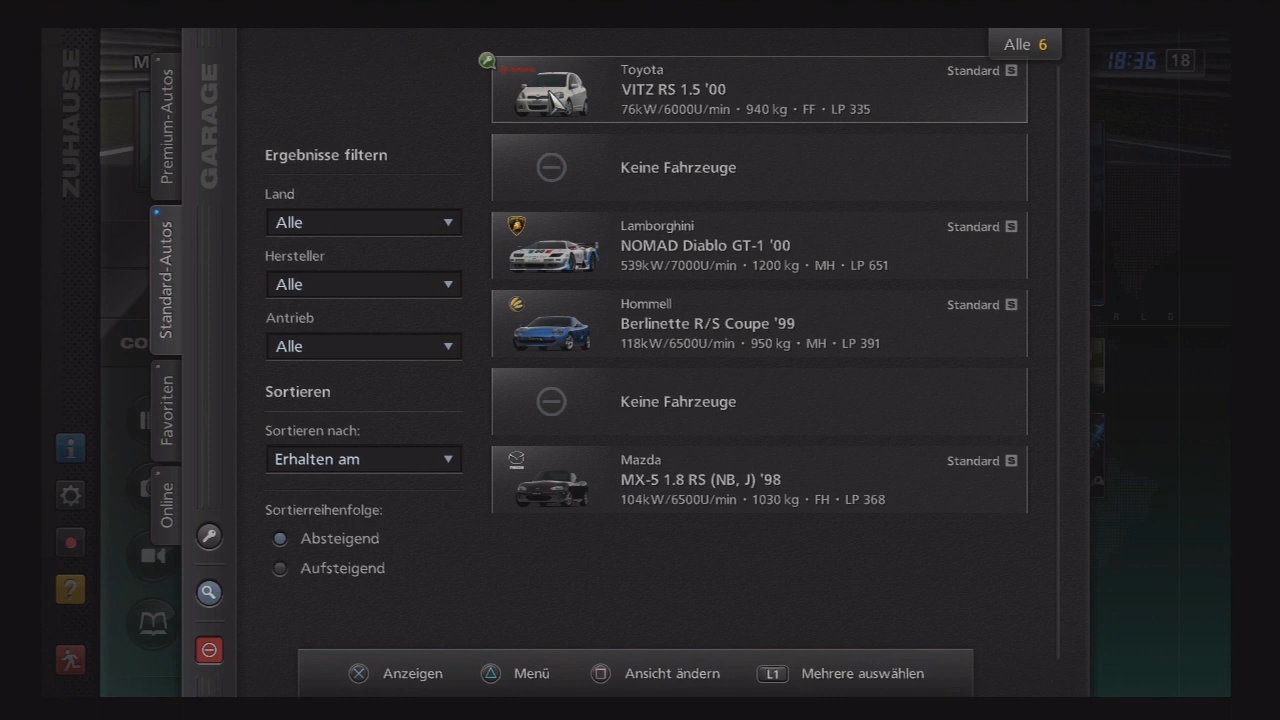 ZUHAUSE
Premium-Autos
Standard-Autos
Favoriten
Online
GARAGE
Alle 6
18:36 18
Ergebnisse filtern
Land
Alle
Hersteller
Alle
Antrieb
Alle
Sortieren
Sortieren nach:
Erhalten am
Sortierreihenfolge:
Absteigend
Aufsteigend
Toyota
Standard S
VITZ RS 1.5 '00
76kW/6000U/min • 940 kg • FF • LP 335
Keine Fahrzeuge
Lamborghini
Standard S
NOMAD Diablo GT-1 '00
539kW/7000U/min • 1200 kg • MH • LP 651
Hommell
Standard S
Berlinette R/S Coupe '99
118kW/6500U/min • 950 kg • MH • LP 391
Keine Fahrzeuge
Mazda
Standard S
MX-5 1.8 RS (NB, J) '98
104kW/6500U/min • 1030 kg • FH • LP 368
Anzeigen
Menü
Ansicht ändern
L1 Mehrere auswählen